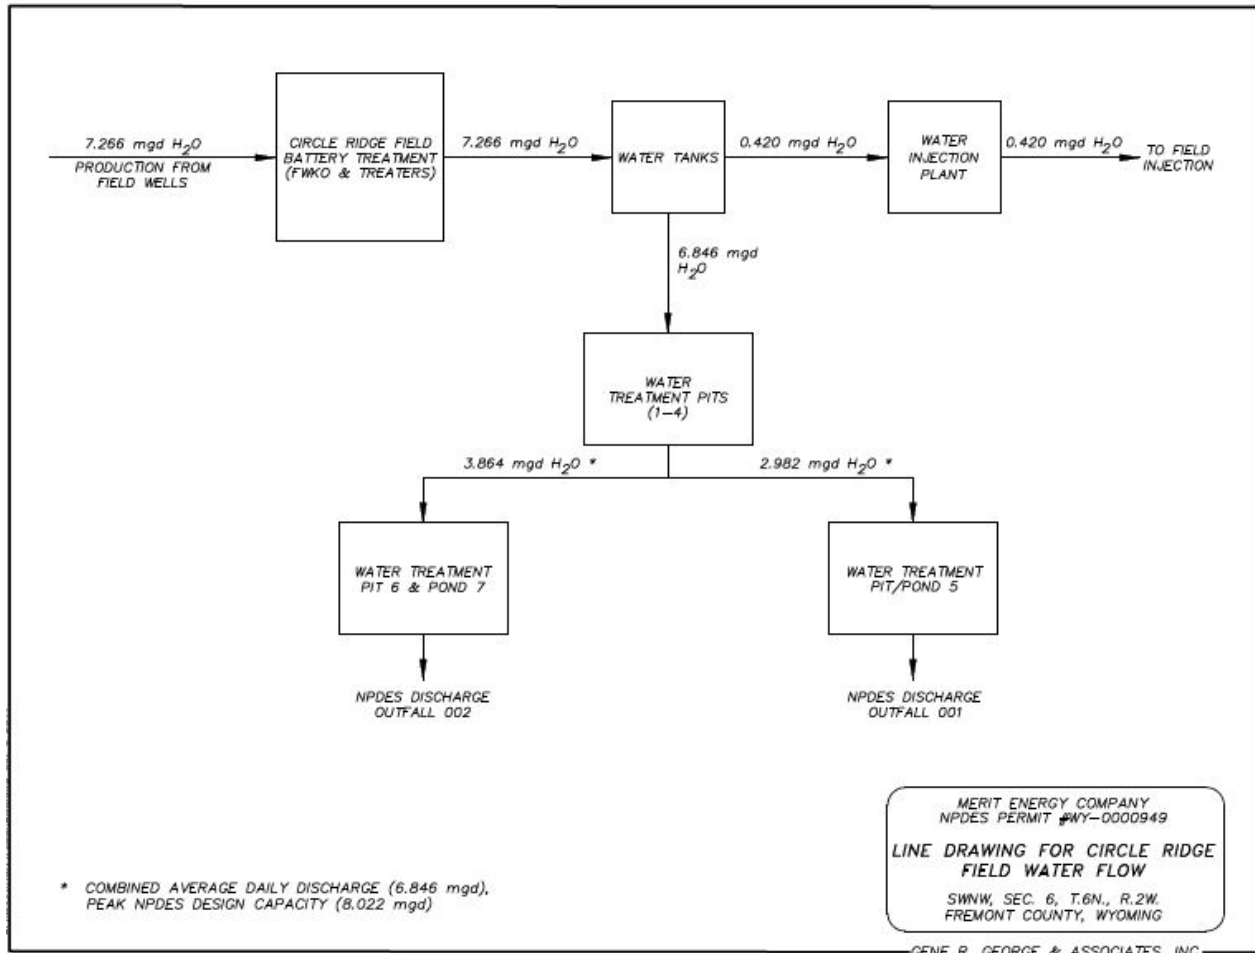 7.266 mgd H2O
PRODUCTION FROM
FIELD WELLS
CIRCLE RIDGE FIELD
BATTERY TREATMENT
(FWKO & TREATERS)
7.266 mgd H2O
WATER TANKS
0.420 mgd H2O
WATER
INJECTION
PLANT
0.420 mgd H2O
TO FIELD
INJECTION
6.846 mgd
H2O
WATER
TREATMENT PITS
(1-4)
3.864 mgd H2O *
2.982 mgd H2O *
WATER TREATMENT
PIT 6 & POND 7
WATER TREATMENT
PIT/POND 5
NPDES DISCHARGE
OUTFALL 002
NPDES DISCHARGE
OUTFALL 001
* COMBINED AVERAGE DAILY DISCHARGE (6.846 mgd),
PEAK NPDES DESIGN CAPACITY (8.022 mgd)
MERIT ENERGY COMPANY
NPDES PERMIT #WY-0000949
LINE DRAWING FOR CIRCLE RIDGE
FIELD WATER FLOW
SWNW, SEC. 6, T.6N., R.2W.
FREMONT COUNTY, WYOMING
GENE R. GEORGE & ASSOCIATES, INC.